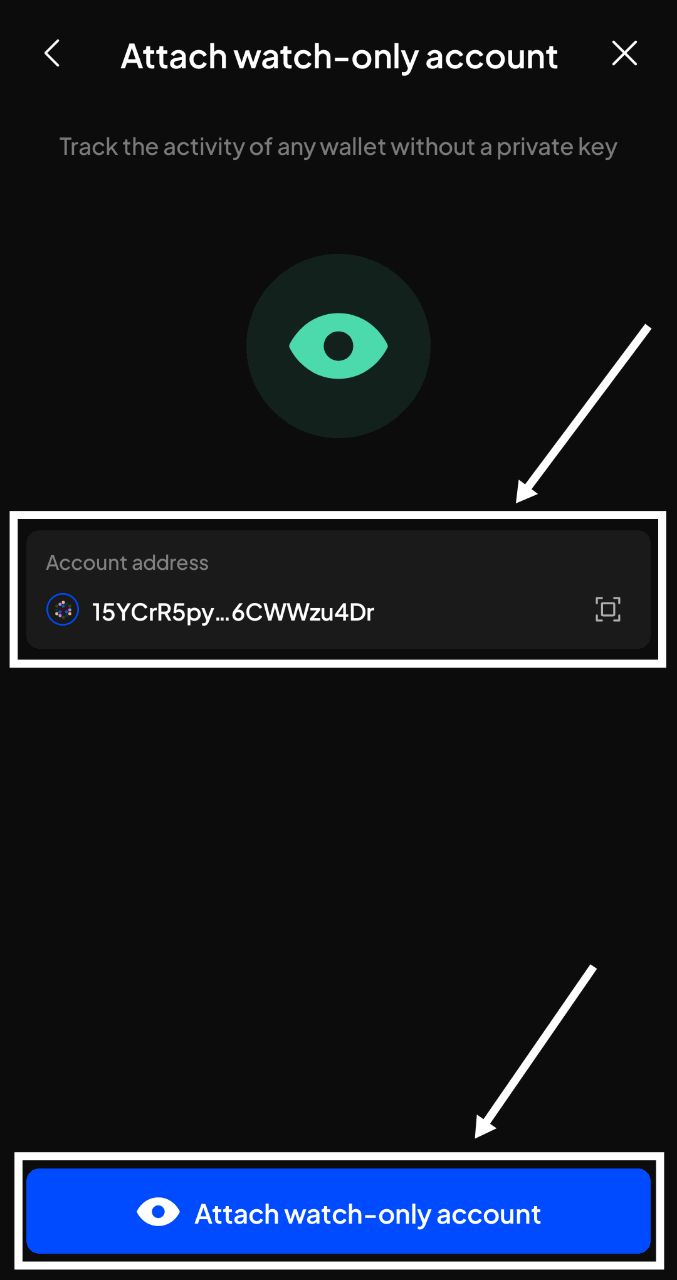 Attach watch-only account
Track the activity of any wallet without a private key
Account address
15YCrR5py...6CWWzu4Dr
Attach watch-only account